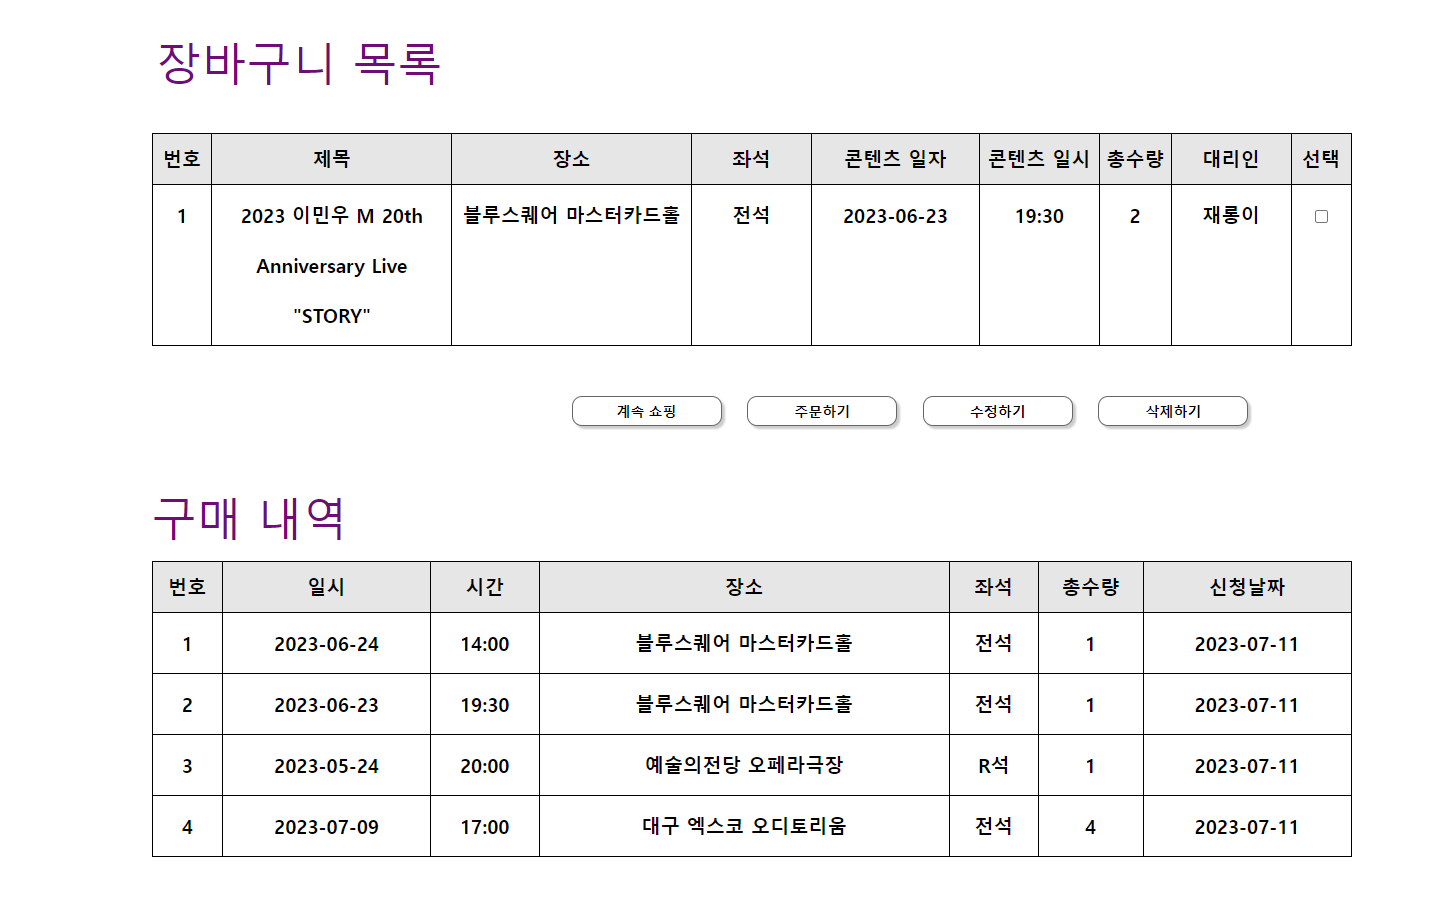 장바구니 목록
번호 제목 장소 좌석 콘텐츠 일자 콘텐츠 일시 총수량 대리인 선택
1 2023 이민우 M 20th 블루스퀘어 마스터카드홀 전석 2023-06-23 19:30 2 재롱이
Anniversary Live
"STORY"
계속 쇼핑 주문하기 수정하기 삭제하기
구매 내역
번호 일시 시간 장소 좌석 총수량 신청날짜
1 2023-06-24 14:00 블루스퀘어 마스터카드홀 전석 1 2023-07-11
2 2023-06-23 19:30 블루스퀘어 마스터카드홀 전석 1 2023-07-11
3 2023-05-24 20:00 예술의전당 오페라극장 R석 1 2023-07-11
4 2023-07-09 17:00 대구 엑스코 오디토리움 전석 4 2023-07-11